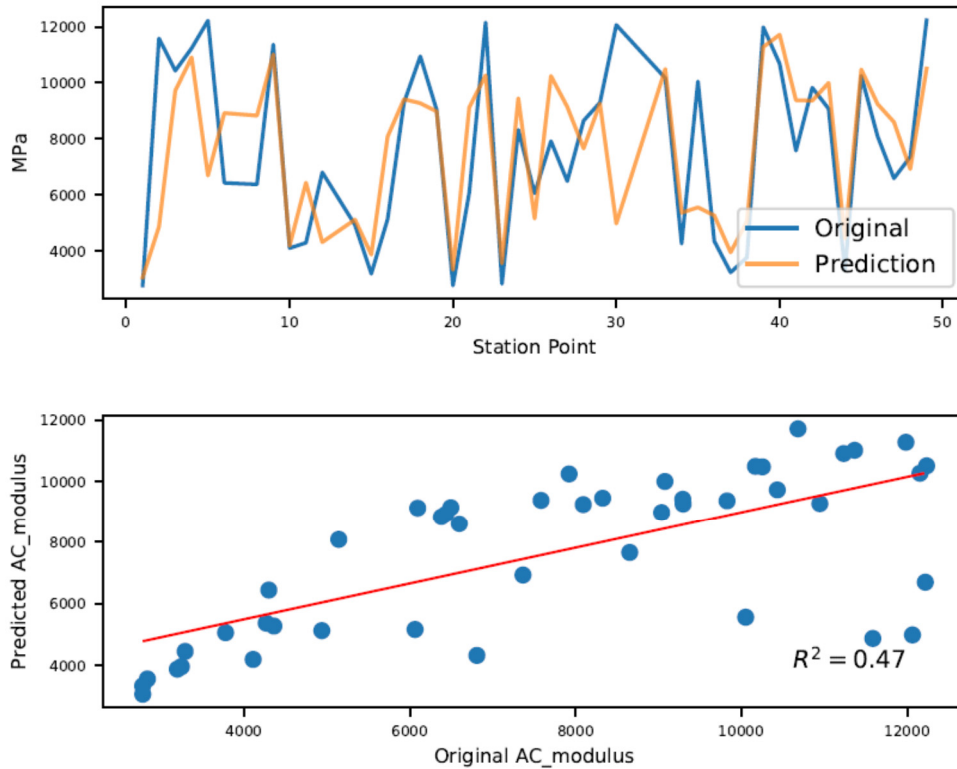 12000
10000
8000
6000
4000
MPa
Original
Prediction
0 10 20 30 40 50
Station Point
12000
10000
8000
6000
4000
Predicted AC_modulus
R² = 0.47
4000 6000 8000 10000 12000
Original AC_modulus